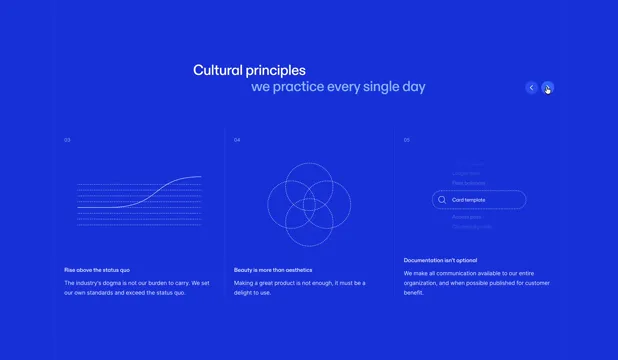 Cultural principles
we practice every single day
03
04
05
Card template
Rise above the status quo
The industry's dogma is not our burden to carry. We set
our own standards and exceed the status quo.
Beauty is more than aesthetics
Making a great product is not enough, it must be a
delight to use.
Documentation isn't optional
We make all communication available to our entire
organization, and when possible published for customer
benefit.